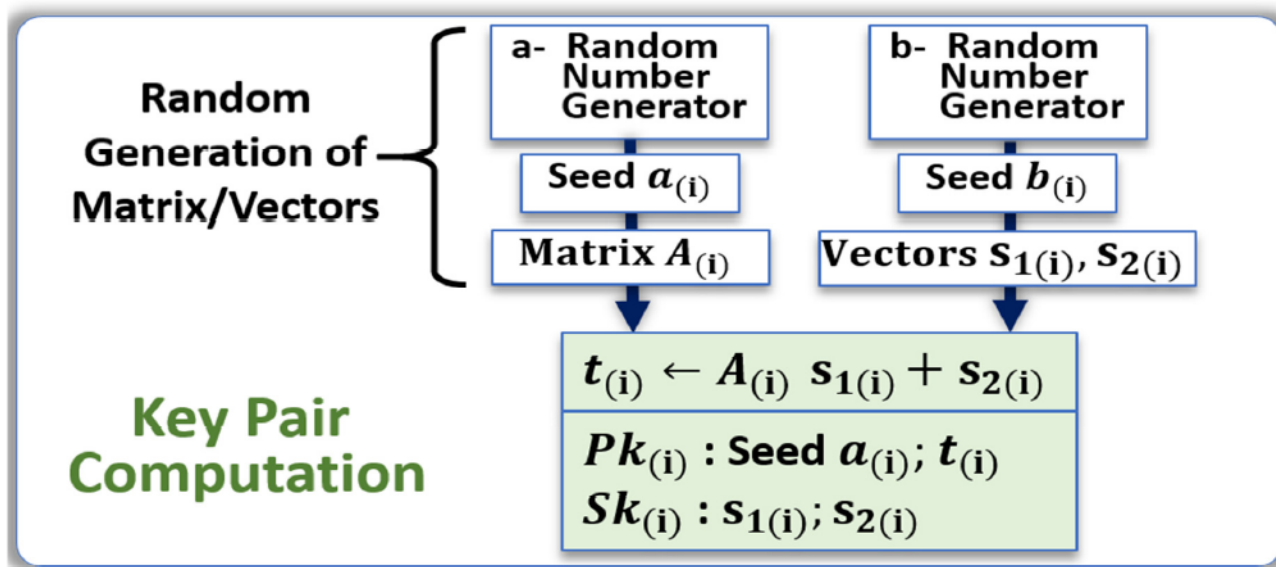 Random
Generation of
Matrix/Vectors
a- Random
Number
Generator
Seed a(i)
Matrix A(i)
b- Random
Number
Generator
Seed b(i)
Vectors s1(i), s2(i)
Key Pair
Computation
t(i) ← A(i) s1(i) + s2(i)
Pk(i) : Seed a(i); t(i)
Sk(i) : s1(i); s2(i)